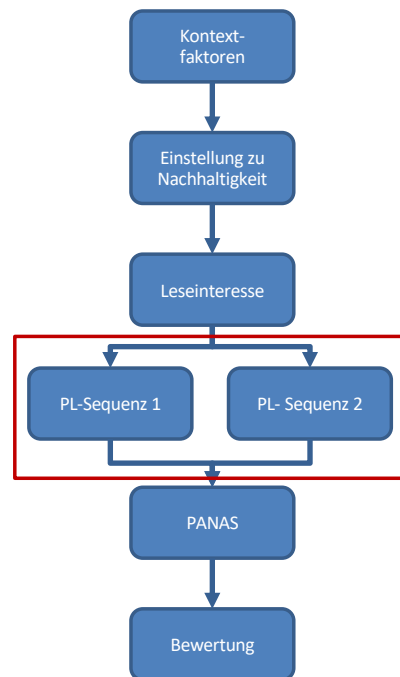 Kontext-
faktoren
Einstellung zu
Nachhaltigkeit
Leseinteresse
PL-Sequenz 1
PL- Sequenz 2
PANAS
Bewertung